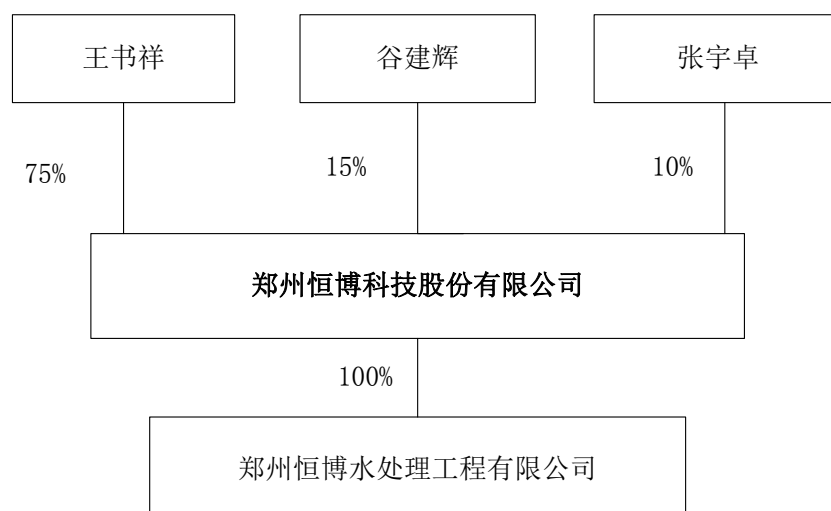 王书祥
谷建辉
张宇卓
75%
15%
10%
郑州恒博科技股份有限公司
100%
郑州恒博水处理工程有限公司